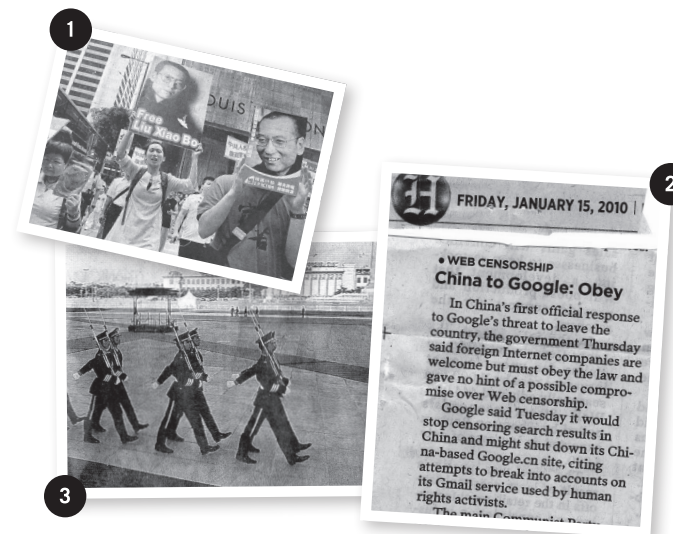 1
OUIS
Free
Liu Xiao Bo
2
H
FRIDAY, JANUARY 15, 2010 |
• WEB CENSORSHIP
China to Google: Obey
In China's first official response
to Google's threat to leave the
country, the government Thursday
said foreign Internet companies are
welcome but must obey the law and
gave no hint of a possible compro-
mise over Web censorship.
Google said Tuesday it would
stop censoring search results in
China and might shut down its Chi-
na-based Google.cn site, citing
attempts to break into accounts on
its Gmail service used by human
rights activists.
The main Communist Party
3